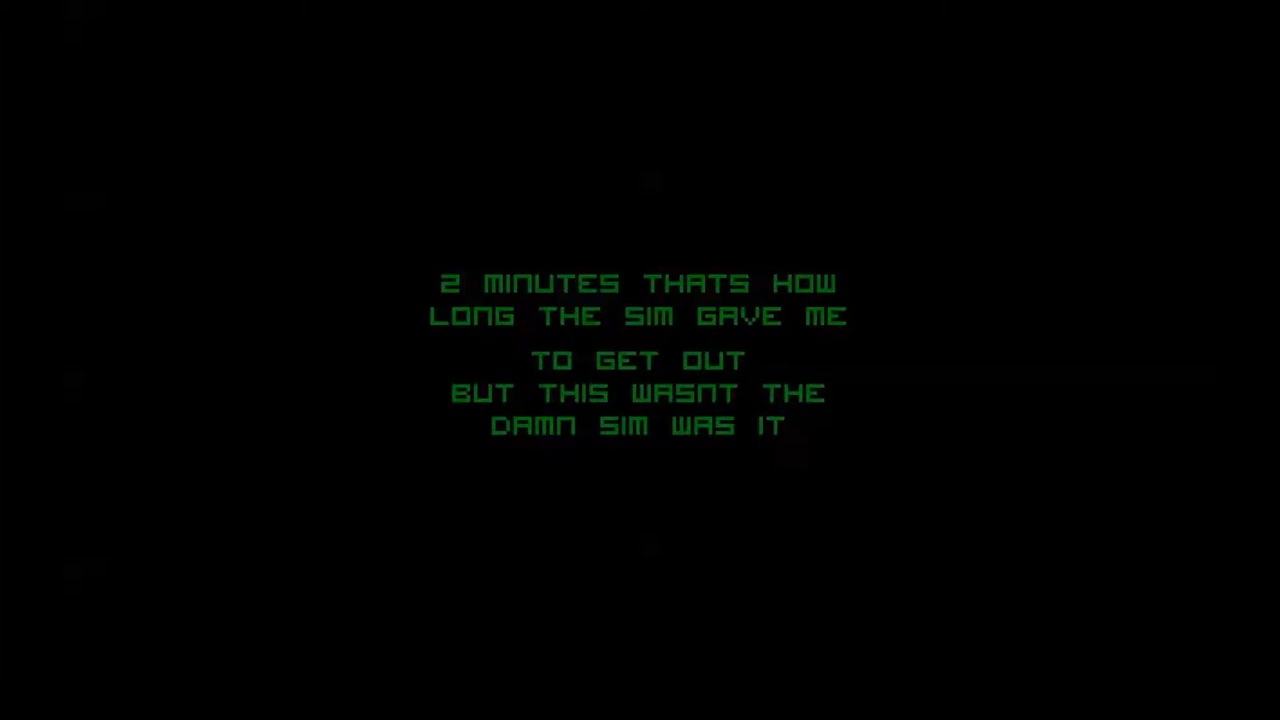 2 MINUTES THATS HOW
LONG THE SIM GAVE ME
TO GET OUT
BUT THIS WASNT THE
DAMN SIM WAS IT